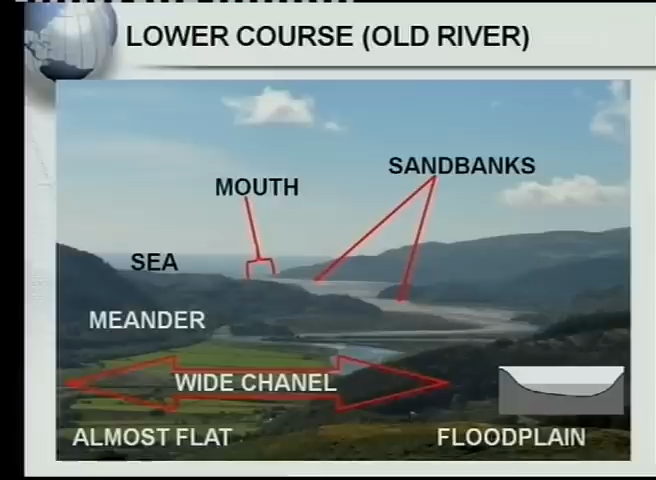 LOWER COURSE (OLD RIVER)
SANDBANKS
MOUTH
SEA
MEANDER
WIDE CHANEL
ALMOST FLAT
FLOODPLAIN